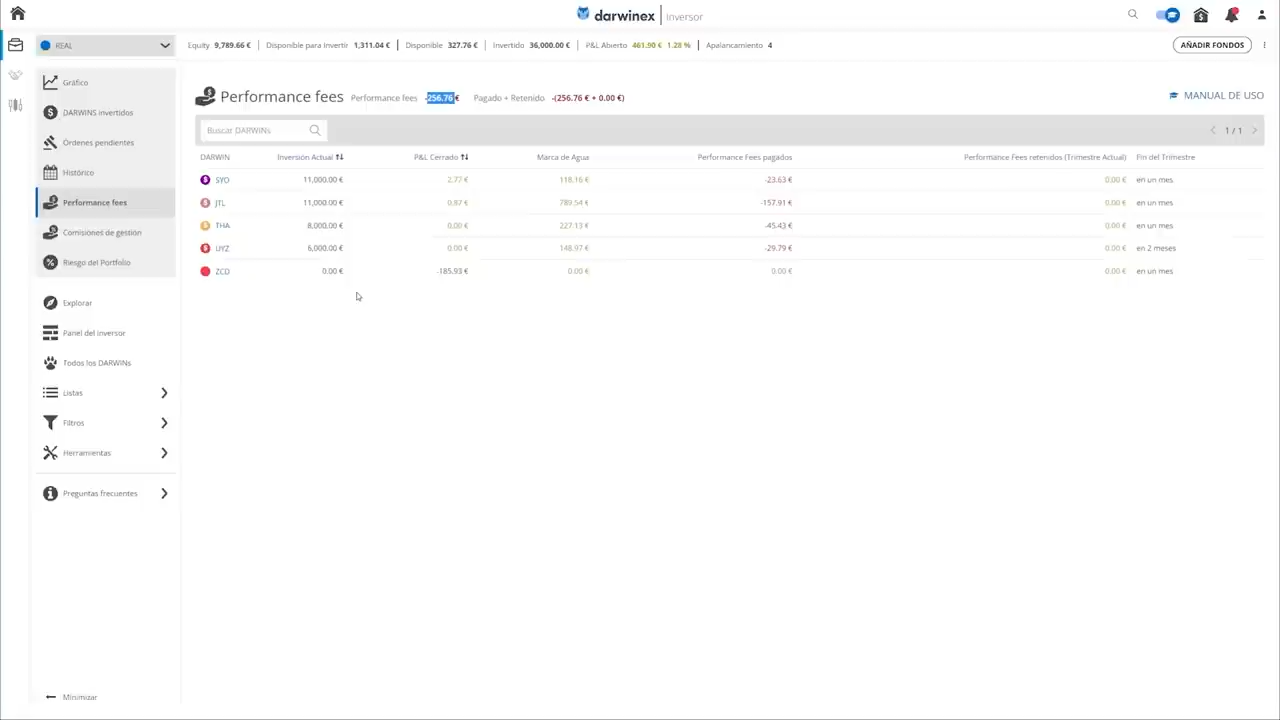 darwinex | Inversor
REAL
Equity 9,789.66 € | Disponible para invertir 1,311.04 € | Disponible 327.76 € | Invertido 36,000.00 € | P&L Abierto 461.90 € 1.28 % | Apalancamiento 4
AÑADIR FONDOS
Gráfico
DARWINS invertidos
Órdenes pendientes
Histórico
Performance fees
Comisiones de gestión
Riesgo del Portfolio
Explorar
Panel del inversor
Todos los DARWINs
Listas
Filtros
Herramientas
Preguntas frecuentes
Minimizar
Performance fees Performance fees -256.76 € Pagado + Retenido -(256.76 € + 0.00 €)
MANUAL DE USO
Buscar DARWINs
1 / 1
DARWIN Inversión Actual P&L Cerrado Marca de Agua Performance Fees pagados Performance Fees retenidos (Trimestre Actual) Fin del Trimestre
SYO 11,000.00 € 2.77 € 118.16 € -23.63 € 0.00 € en un mes
JTL 11,000.00 € 0.87 € 789.54 € -157.91 € 0.00 € en un mes
THA 8,000.00 € 0.00 € 227.13 € -45.43 € 0.00 € en un mes
UYZ 6,000.00 € 0.00 € 148.97 € -29.79 € 0.00 € en 2 meses
ZCD 0.00 € -185.93 € 0.00 € 0.00 € 0.00 € en un mes